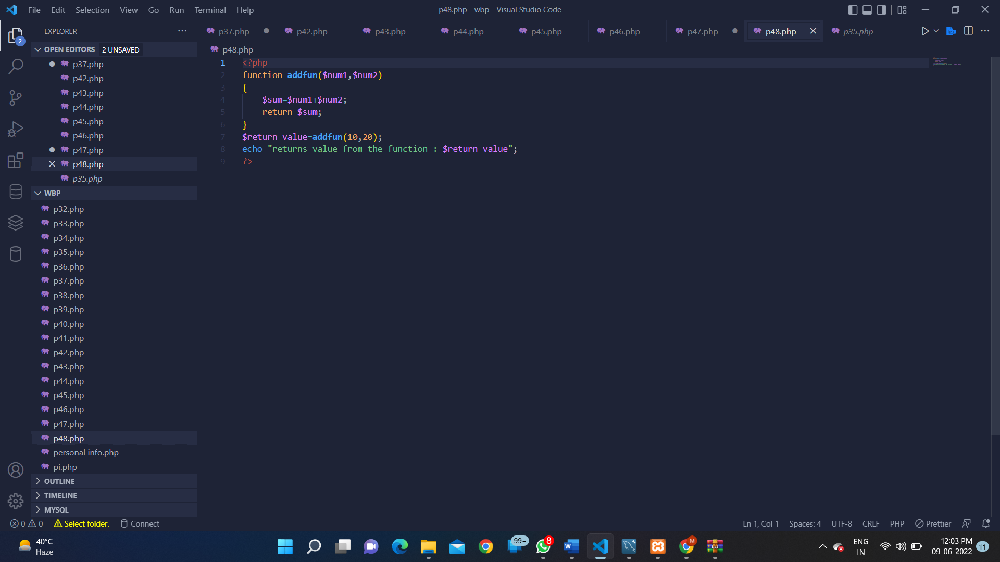 File Edit Selection View Go Run Terminal Help
p48.php - wbp - Visual Studio Code
EXPLORER
p37.php p42.php p43.php p44.php p45.php p46.php p47.php p48.php p35.php
2
OPEN EDITORS 2 UNSAVED
p37.php
p42.php
p43.php
p44.php
p45.php
p46.php
p47.php
p48.php
p35.php
WBP
p32.php
p33.php
p34.php
p35.php
p36.php
p37.php
p38.php
p39.php
p40.php
p41.php
p42.php
p43.php
p44.php
p45.php
p46.php
p47.php
p48.php
personal info.php
pi.php
OUTLINE
TIMELINE
MYSQL
p48.php
1 <?php
2 function addfun($num1,$num2)
3 {
4 $sum=$num1+$num2;
5 return $sum;
6 }
7 $return_value=addfun(10,20);
8 echo "returns value from the function : $return_value";
9 ?>
0 0 Select folder. Connect
Ln 1, Col 1 Spaces: 4 UTF-8 CRLF PHP Prettier
40°C
Haze
99+
8
W
M
ENG
IN
12:03 PM
09-06-2022
11